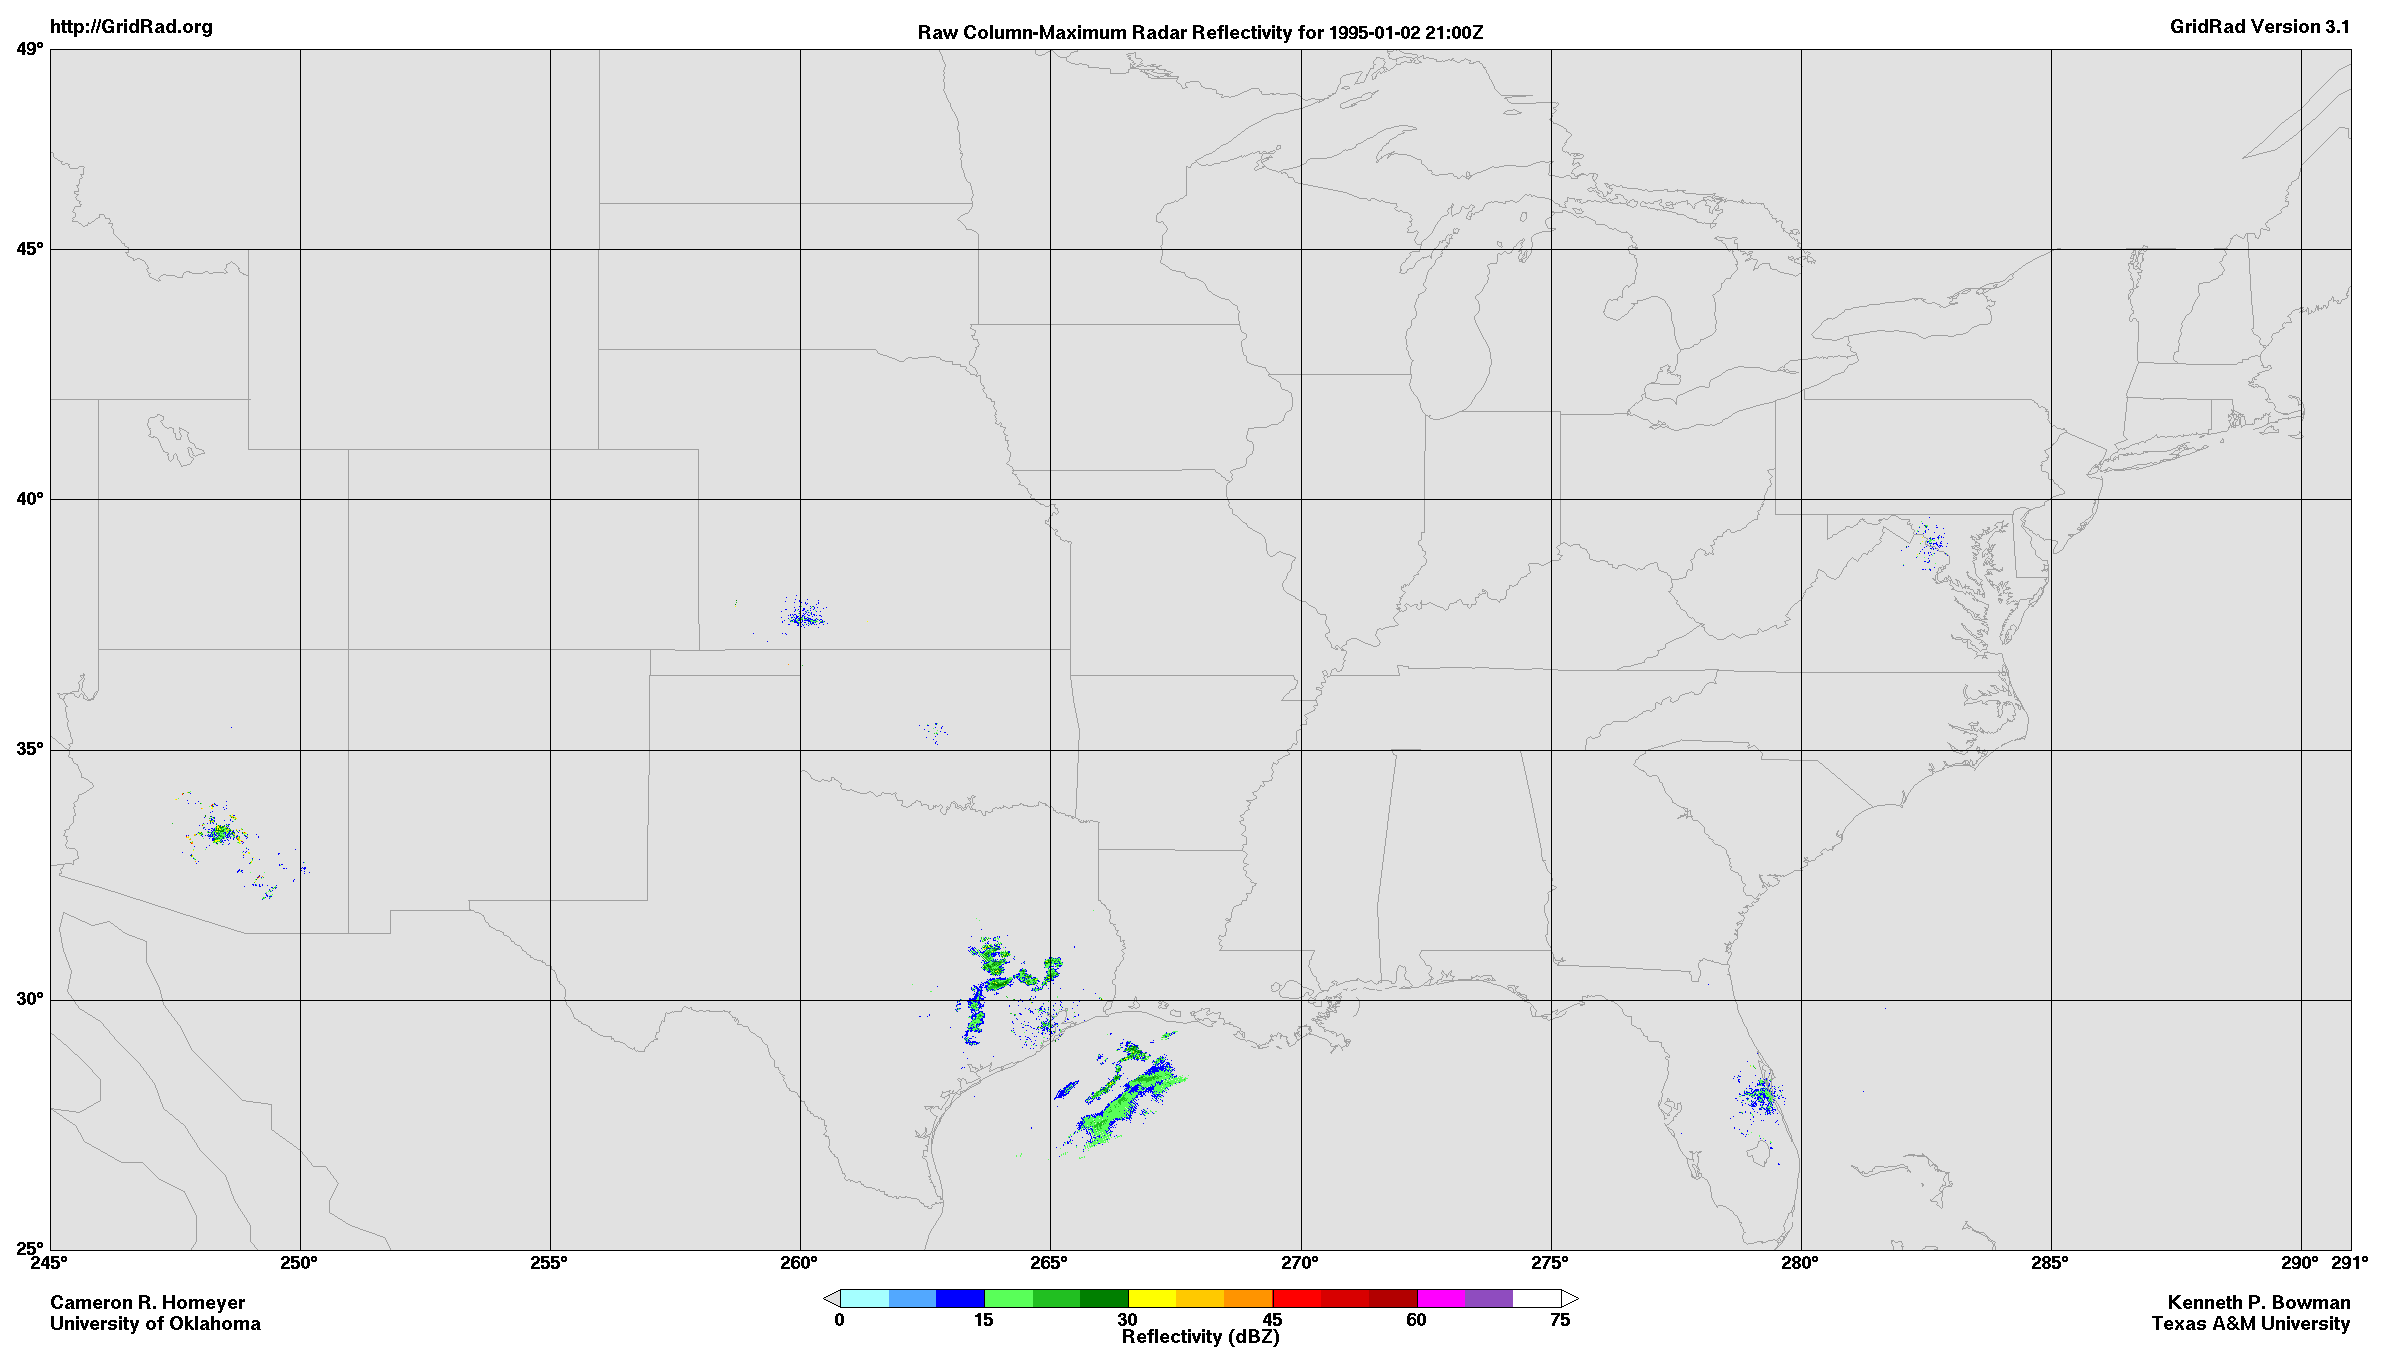 http://GridRad.org
Raw Column-Maximum Radar Reflectivity for 1995-01-02 21:00Z
GridRad Version 3.1
49°
45°
40°
35°
30°
25°
245° 250° 255° 260° 265° 270° 275° 280° 285° 290° 291°
0 15 30 45 60 75
Reflectivity (dBZ)
Cameron R. Homeyer
University of Oklahoma
Kenneth P. Bowman
Texas A&M University